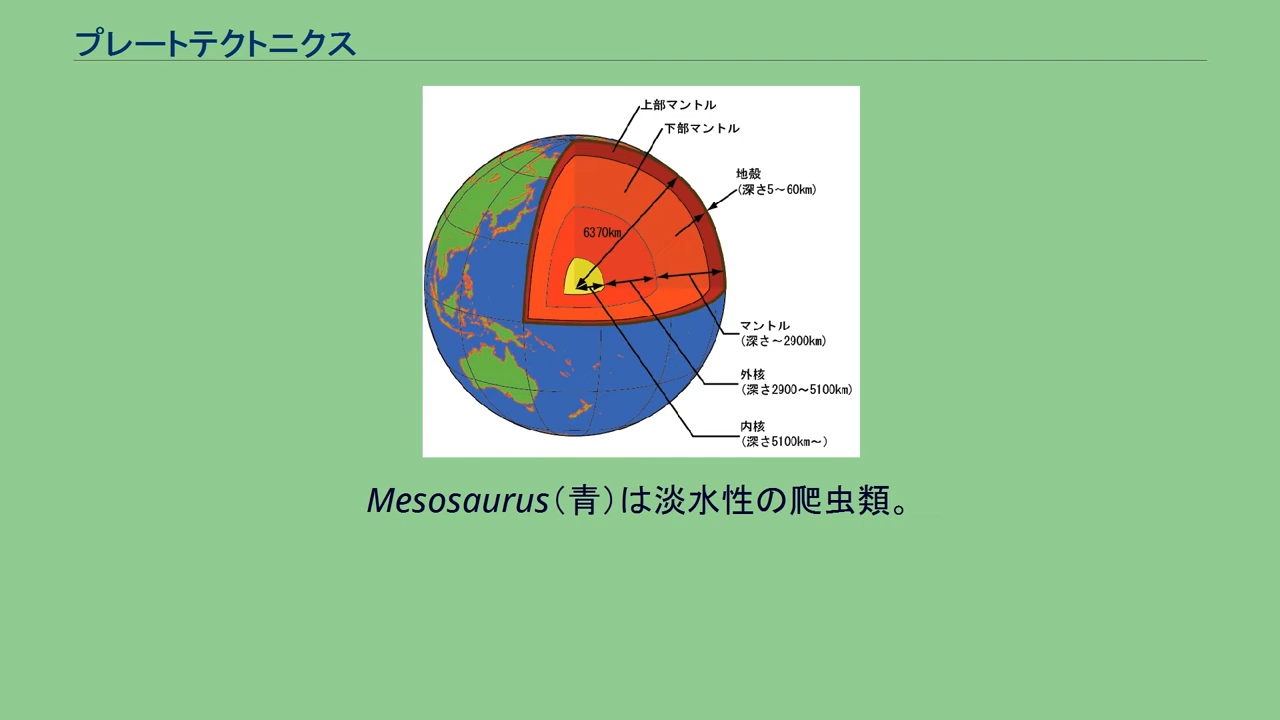 プレートテクトニクス
上部マントル
下部マントル
地殻
(深さ5～60km)
6370km
マントル
(深さ～2900km)
外核
(深さ2900～5100km)
内核
(深さ5100km～)
Mesosaurus（青）は淡水性の爬虫類。